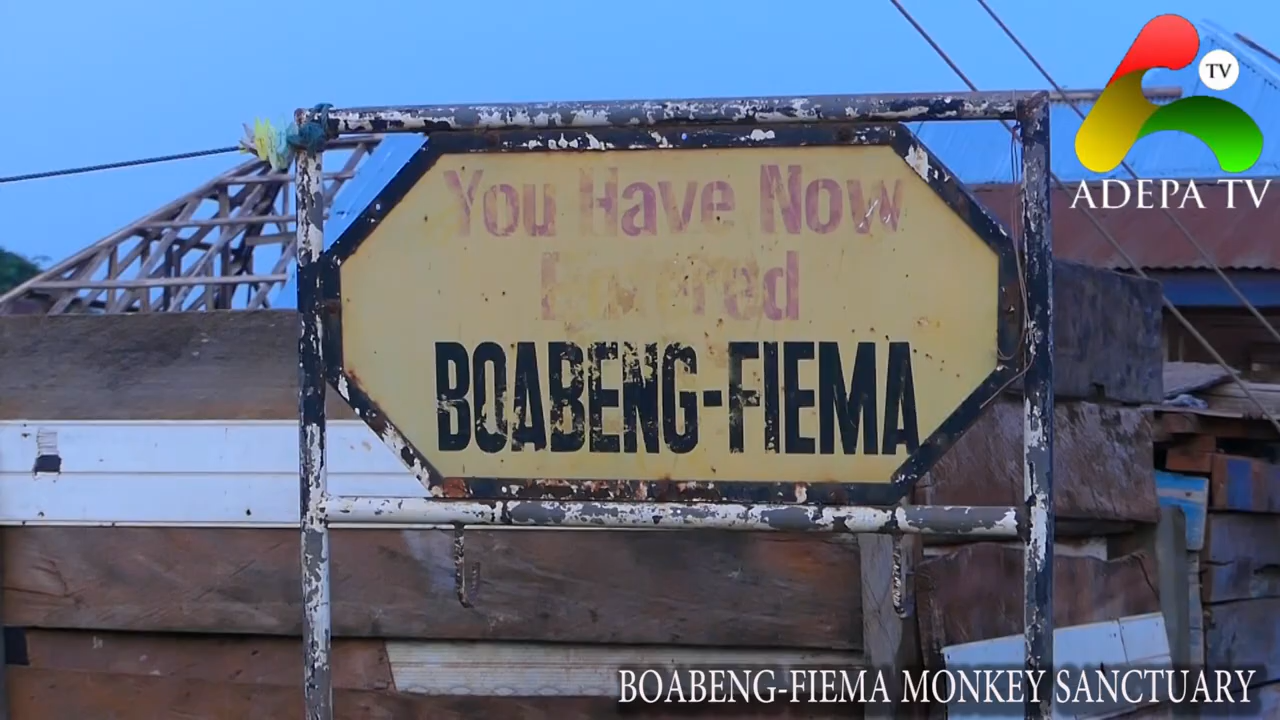 TV
ADEPA TV
You Have Now
Entered
BOABENG-FIEMA
BOABENG-FIEMA MONKEY SANCTUARY